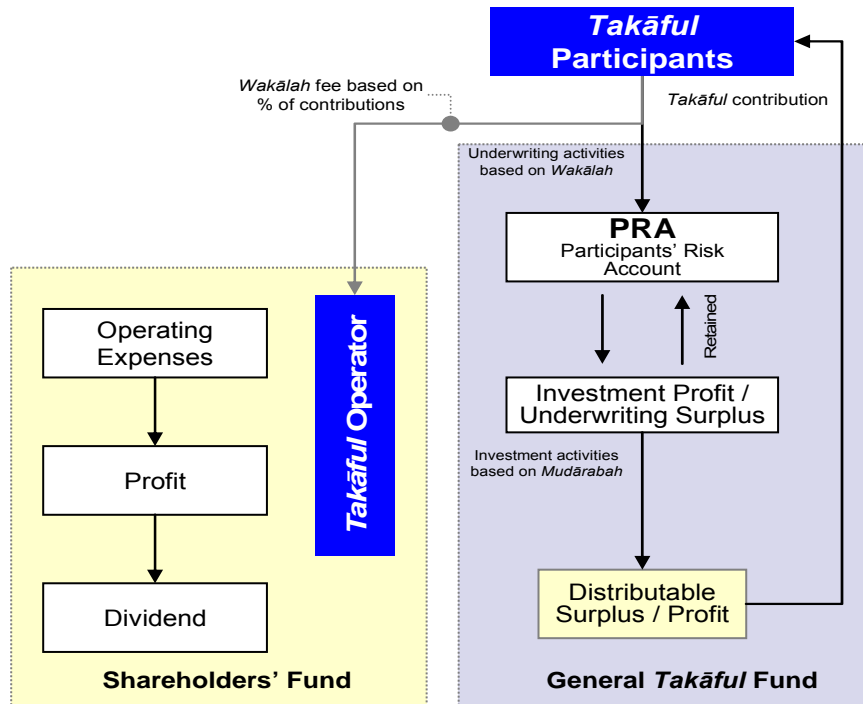 Takāful
Participants
Wakālah fee based on
% of contributions
Takāful contribution
Underwriting activities
based on Wakālah
PRA
Participants' Risk
Account
Retained
Investment Profit /
Underwriting Surplus
Investment activities
based on Mudārabah
Distributable
Surplus / Profit
General Takāful Fund
Takāful Operator
Operating
Expenses
Profit
Dividend
Shareholders' Fund